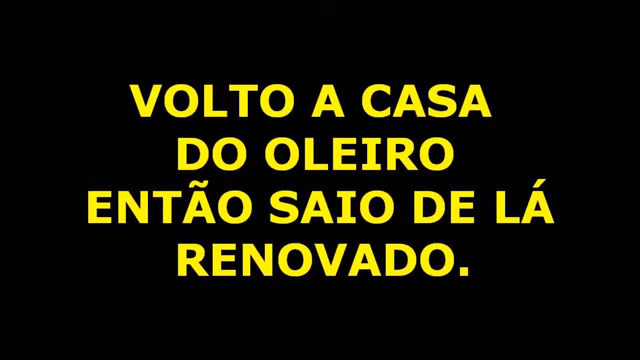 VOLTO A CASA
DO OLEIRO
ENTÃO SAIO DE LÁ
RENOVADO.